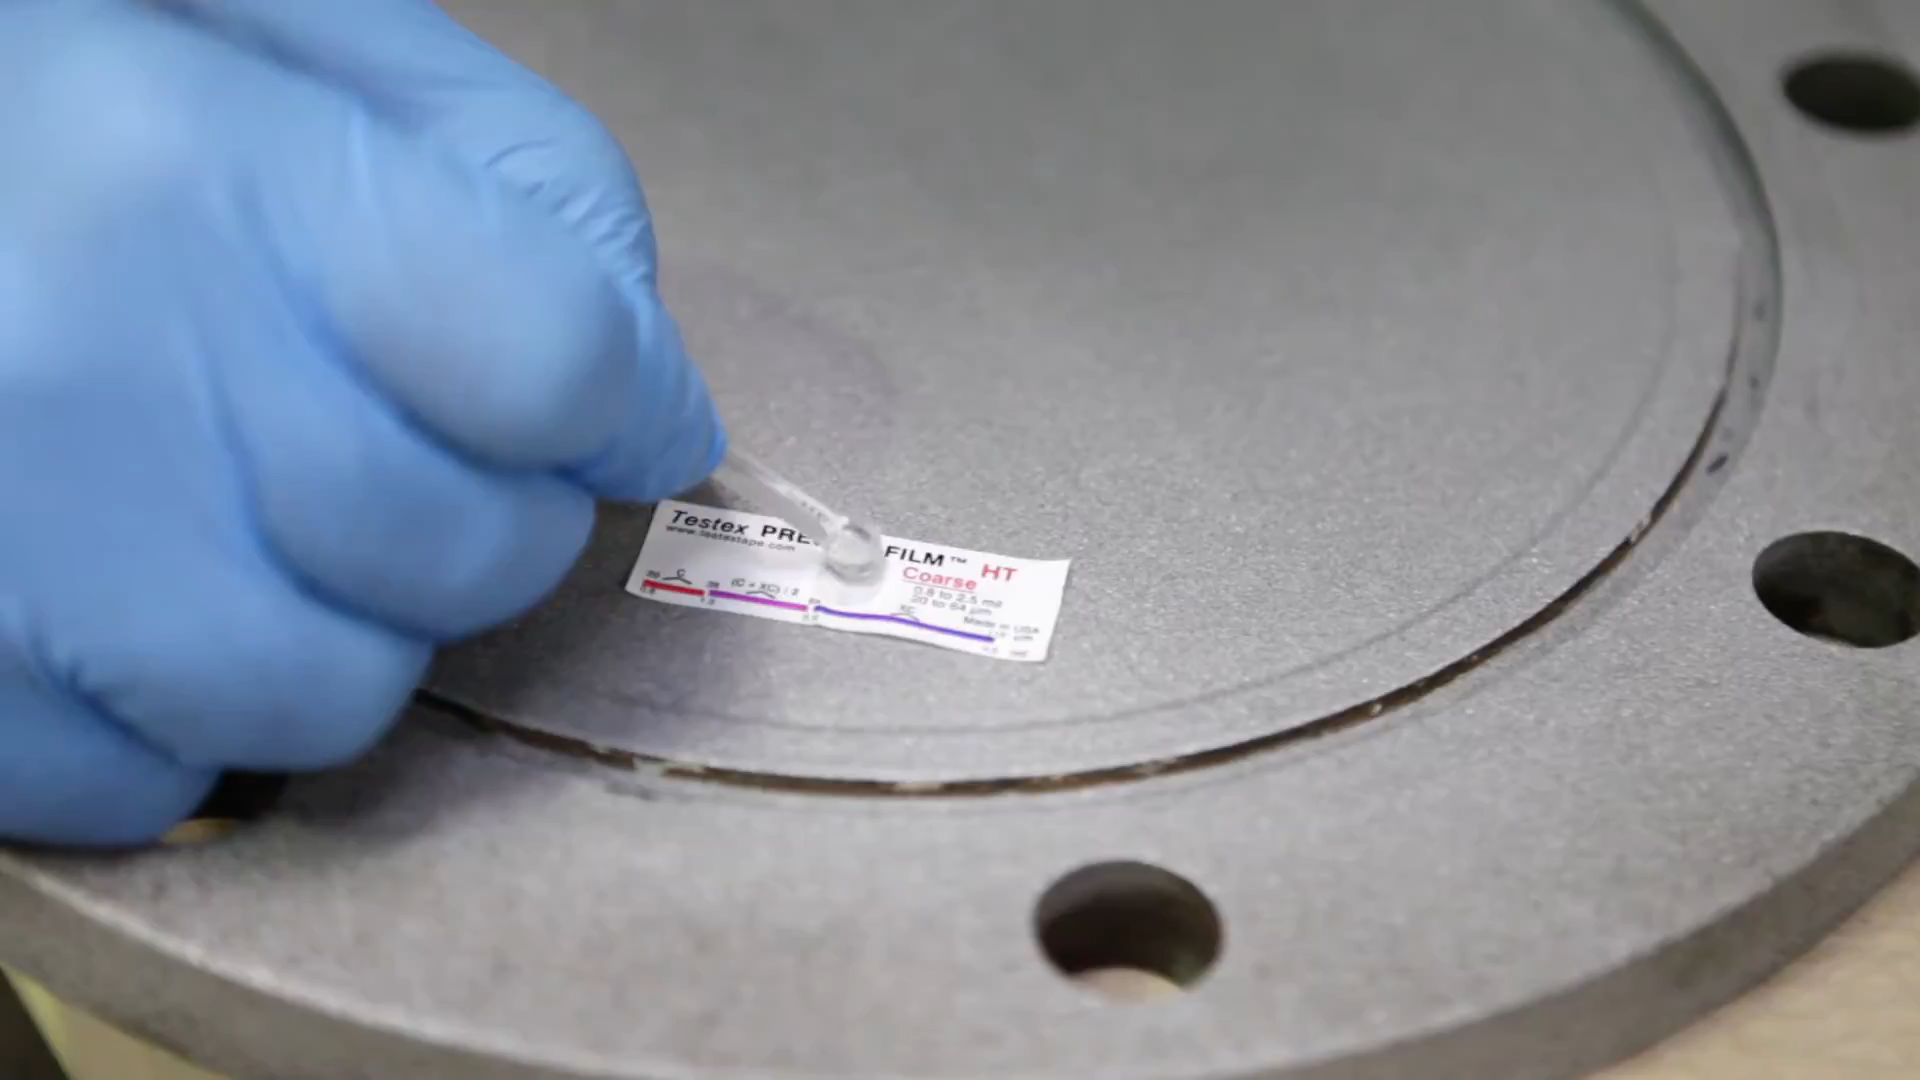 Testex PRE FILM™ HT
www.testextape.com
Coarse
0.8 to 2.5 mil
20 to 64 µm
Made in USA
C
(C + XC) / 2
XC